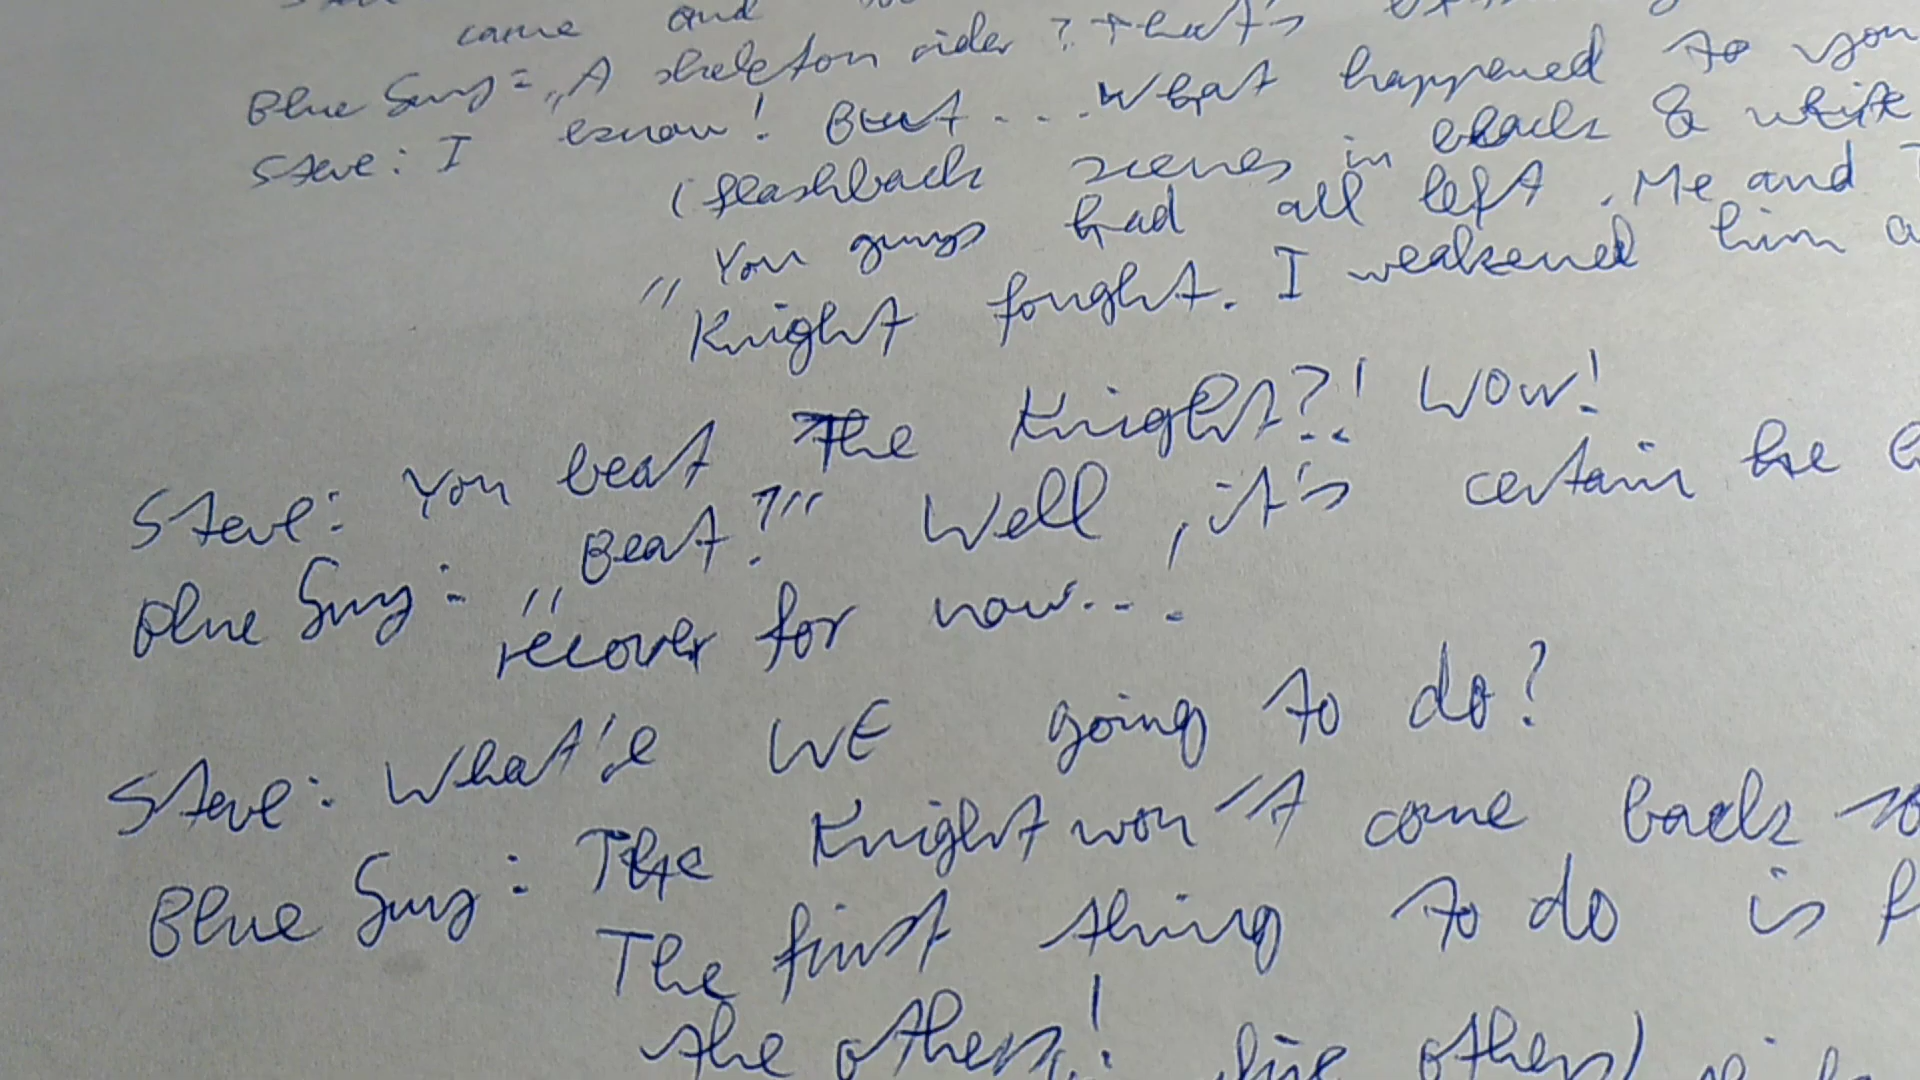 came and
Blue Guy: „A skeleton rider? That's
Steve: I know! But... What happened to you
(flashback scenes in black & white
"You guys had all left. Me and T
Knight fought. I weakened him a
Steve: You beat The Knight?! WOW!
Blue Guy: "Beat?" Well, it's certain he
recover for now...
Steve: What'e WE going to do?
Blue Guy: The Knight won't come back so
The first thing to do is f
the others!